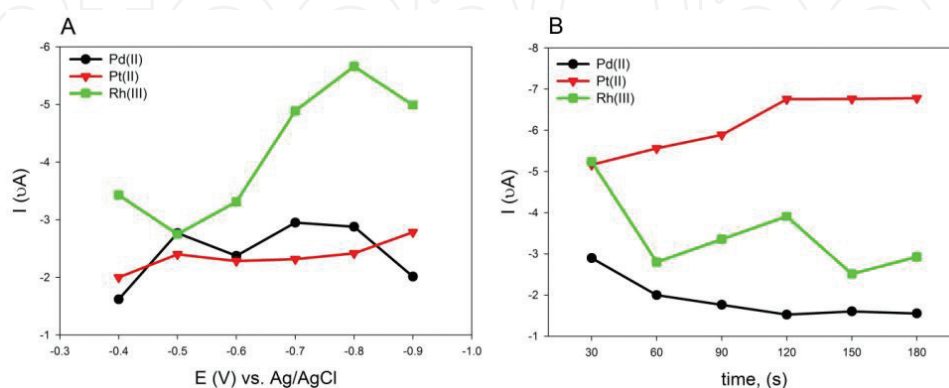 A
-6
-5
-4
-3
-2
-1
I (υA)
Pd(II)
Pt(II)
Rh(III)
-0.3 -0.4 -0.5 -0.6 -0.7 -0.8 -0.9 -1.0
E (V) vs. Ag/AgCl
B
-8
-7
-6
-5
-4
-3
-2
-1
I (υA)
Pd(II)
Pt(II)
Rh(III)
30 60 90 120 150 180
time, (s)